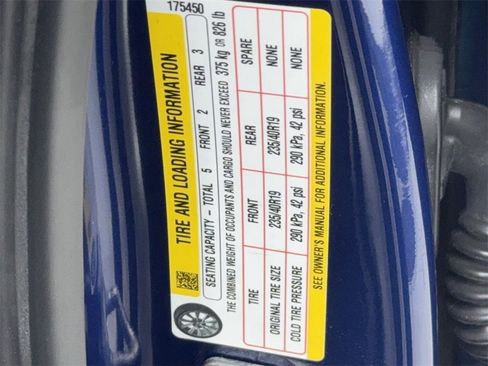 175450
TIRE AND LOADING INFORMATION
SEATING CAPACITY – TOTAL 5 FRONT 2 REAR 3
THE COMBINED WEIGHT OF OCCUPANTS AND CARGO SHOULD NEVER EXCEED 375 kg OR 826 lb
TIRE FRONT REAR SPARE
ORIGINAL TIRE SIZE 235/40R19 235/40R19 NONE
COLD TIRE PRESSURE 290 kPa, 42 psi 290 kPa, 42 psi NONE
SEE OWNER'S MANUAL FOR ADDITIONAL INFORMATION.